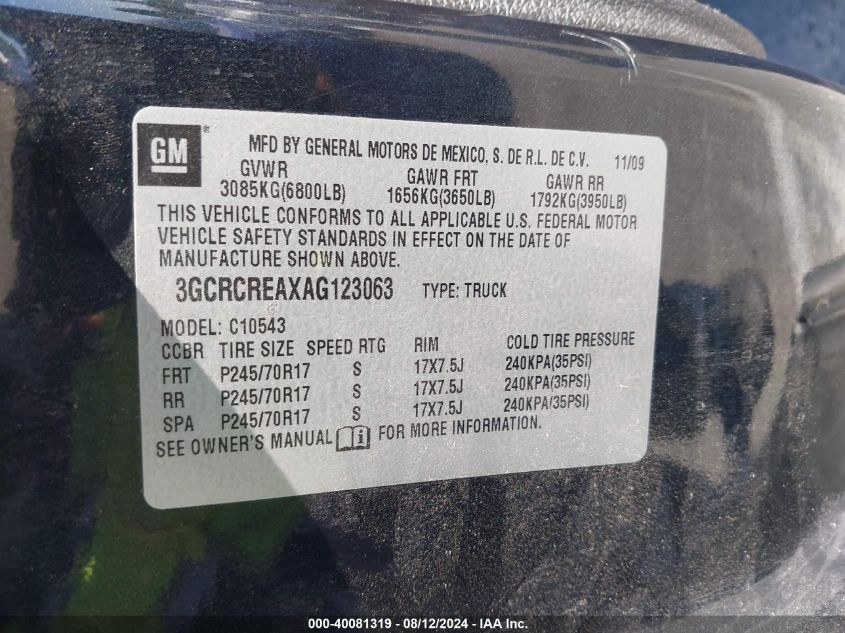 GM ®
MFD BY GENERAL MOTORS DE MEXICO, S. DE R.L. DE C.V. 11/09
GVWR GAWR FRT GAWR RR
3085KG(6800LB) 1656KG(3650LB) 1792KG(3950LB)
THIS VEHICLE CONFORMS TO ALL APPLICABLE U.S. FEDERAL MOTOR
VEHICLE SAFETY STANDARDS IN EFFECT ON THE DATE OF
MANUFACTURE SHOWN ABOVE.
3GCRCREAXAG123063 TYPE: TRUCK
MODEL: C10543
CCBR TIRE SIZE SPEED RTG RIM COLD TIRE PRESSURE
FRT P245/70R17 S 17X7.5J 240KPA(35PSI)
RR P245/70R17 S 17X7.5J 240KPA(35PSI)
SPA P245/70R17 S 17X7.5J 240KPA(35PSI)
SEE OWNER'S MANUAL FOR MORE INFORMATION.
000-40081319 - 08/12/2024 - IAA Inc.